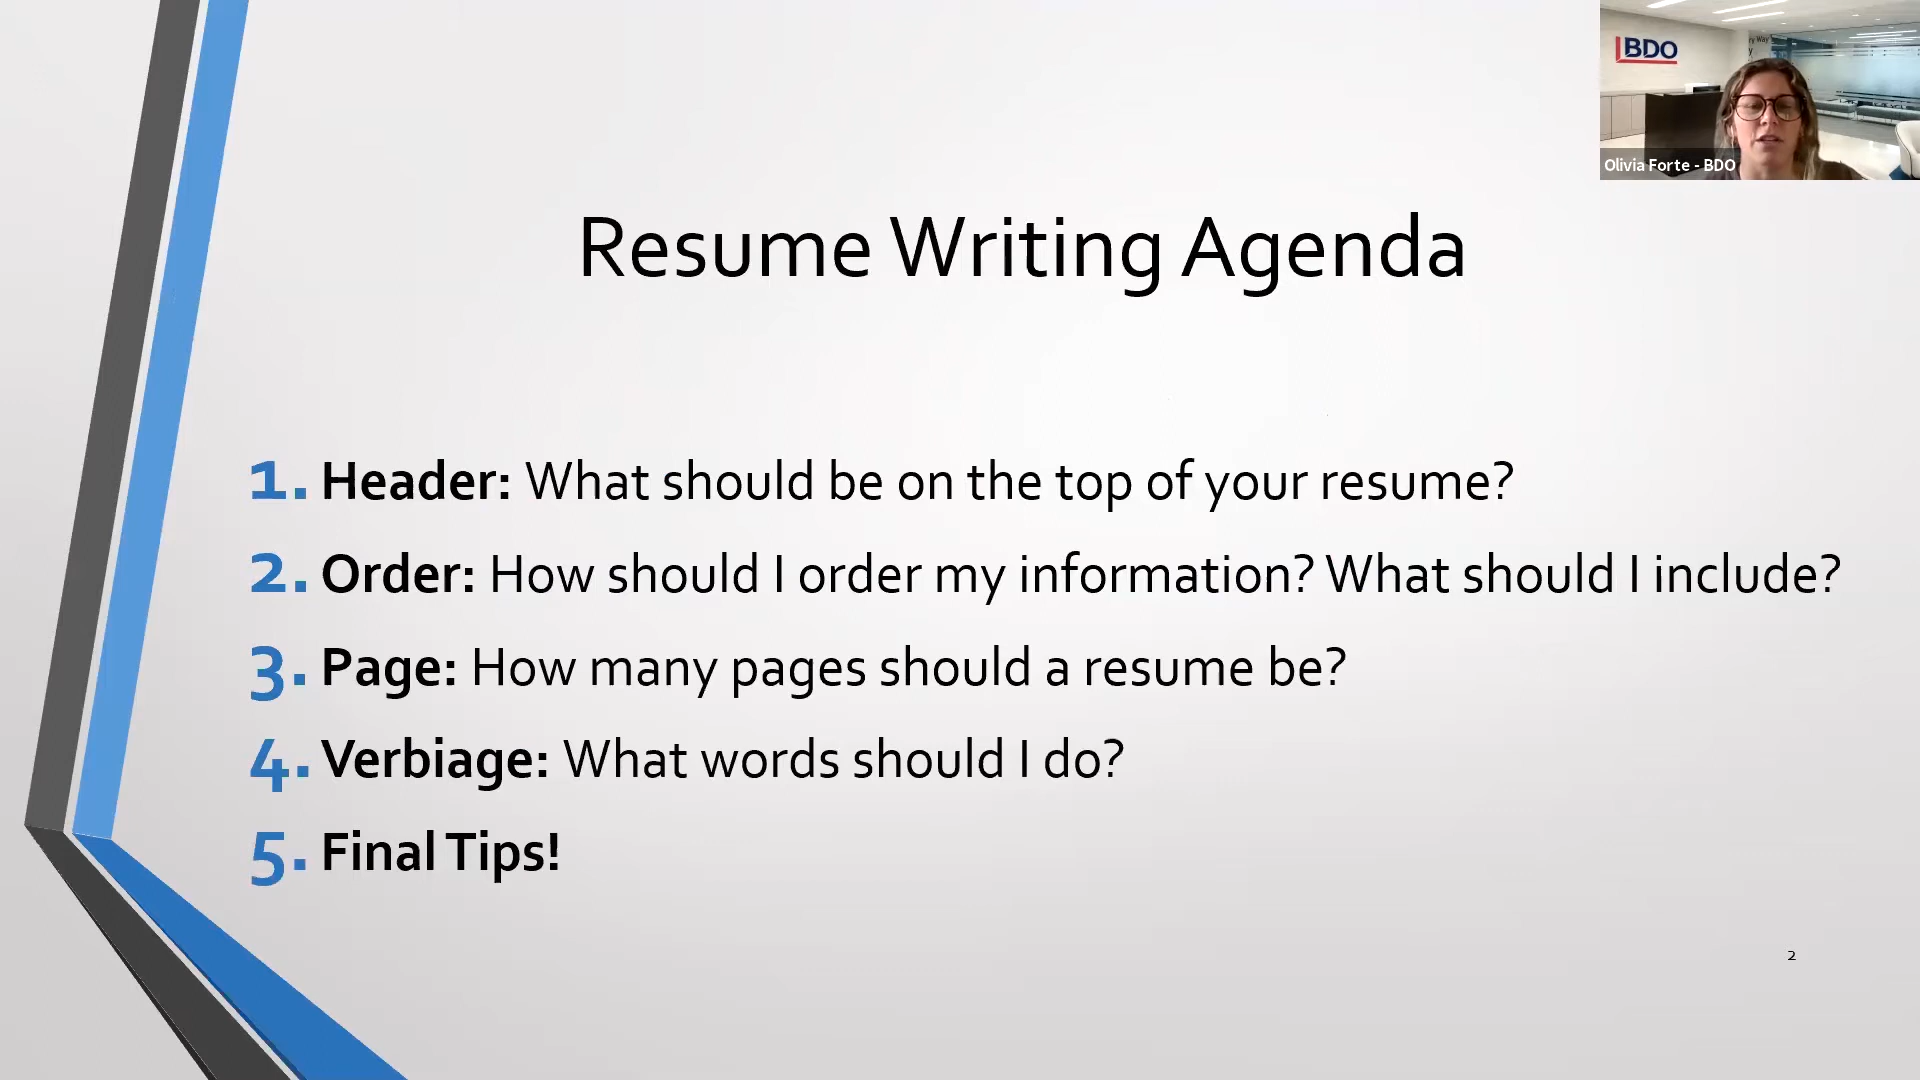 BDO
Olivia Forte - BDO
Resume Writing Agenda
1. Header: What should be on the top of your resume?
2. Order: How should I order my information? What should I include?
3. Page: How many pages should a resume be?
4. Verbiage: What words should I do?
5. Final Tips!
2